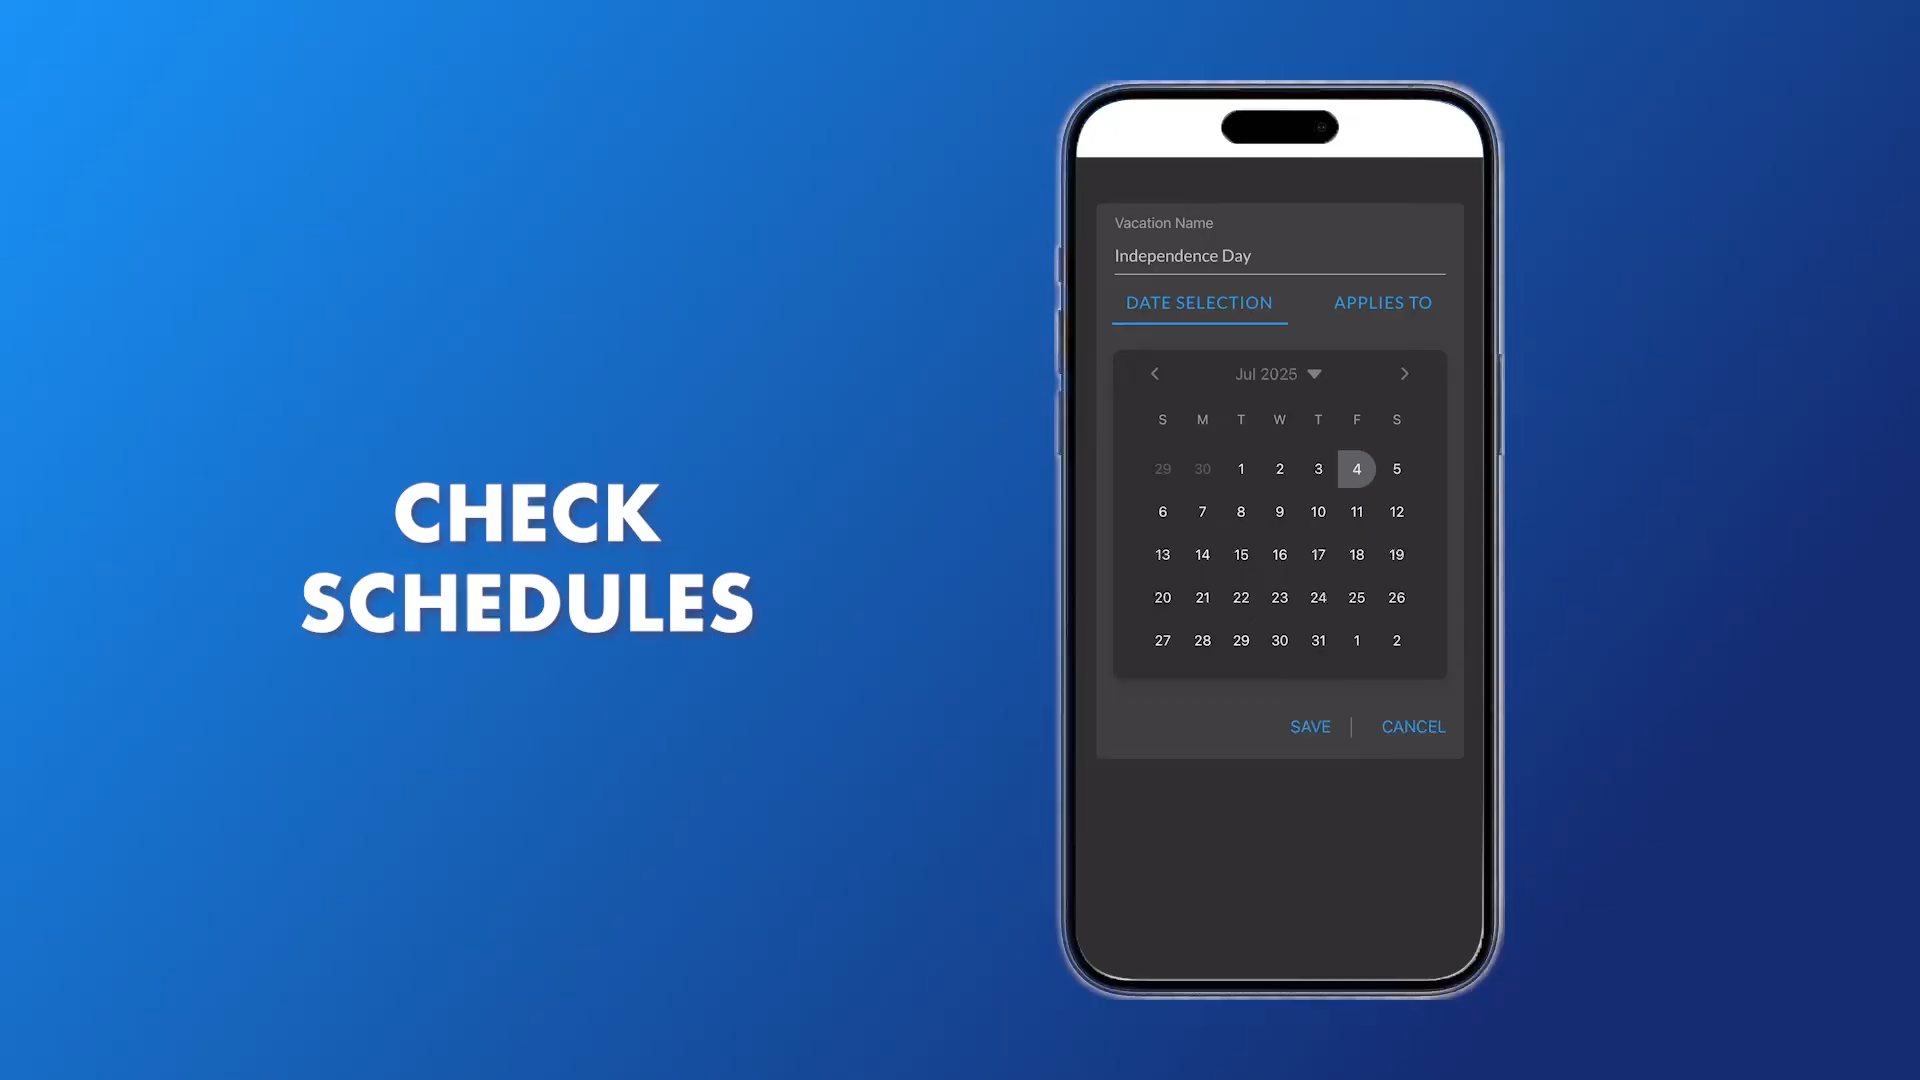 CHECK
SCHEDULES
Vacation Name
Independence Day
DATE SELECTION APPLIES TO
Jul 2025
S M T W T F S
29 30 1 2 3 4 5
6 7 8 9 10 11 12
13 14 15 16 17 18 19
20 21 22 23 24 25 26
27 28 29 30 31 1 2
SAVE | CANCEL